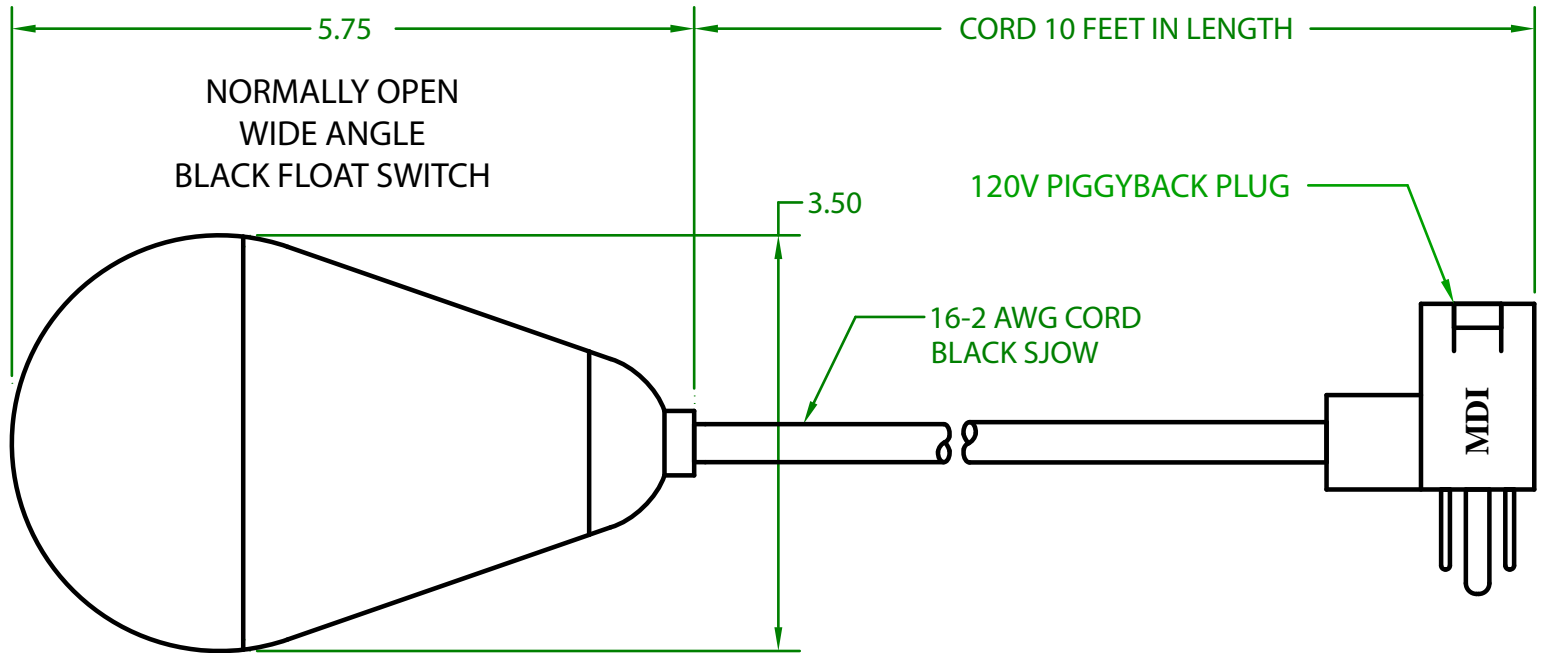 5.75
CORD 10 FEET IN LENGTH
NORMALLY OPEN
WIDE ANGLE
BLACK FLOAT SWITCH
120V PIGGYBACK PLUG
3.50
16-2 AWG CORD
BLACK SJOW
MDI